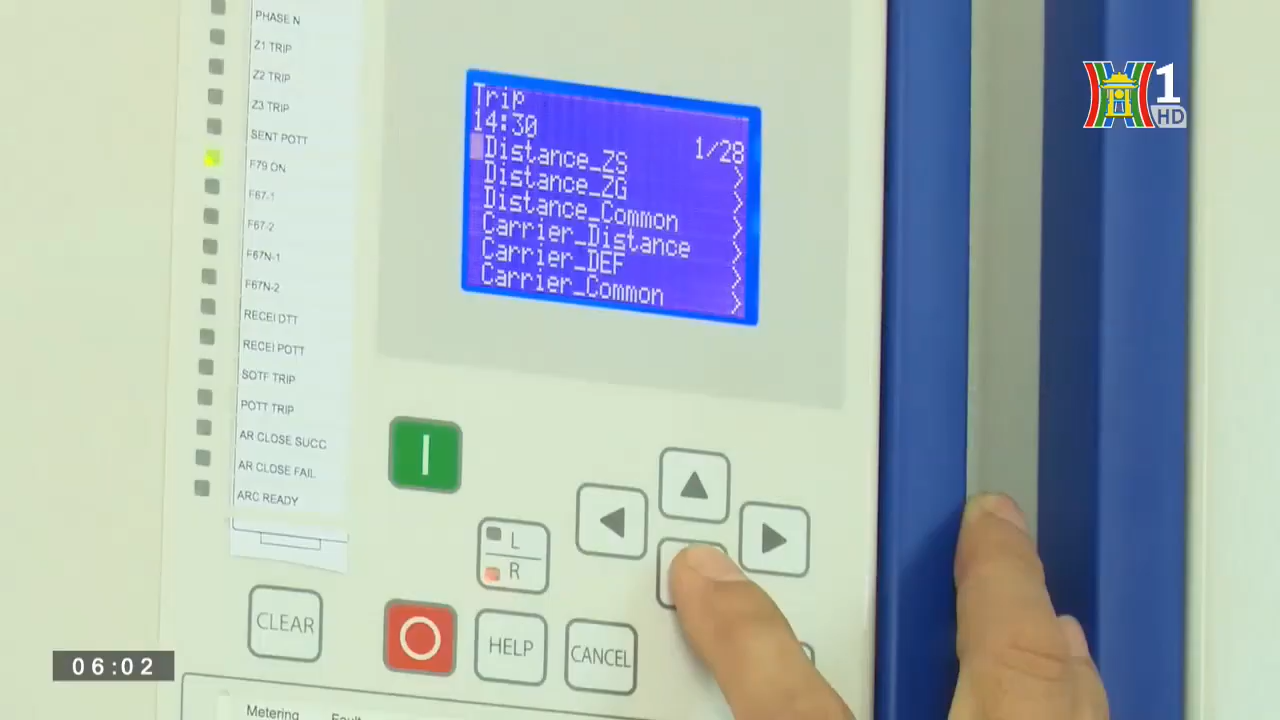 PHASE N
Z1 TRIP
Z2 TRIP
Z3 TRIP
SENT POTT
F79 ON
F67-1
F67-2
F67N-1
F67N-2
RECEI DTT
RECEI POTT
SOTF TRIP
POTT TRIP
AR CLOSE SUCC
AR CLOSE FAIL
ARC READY
Trip
14:30 1/28
Distance_ZS >
Distance_ZG >
Distance_Common >
Carrier_Distance >
Carrier_DEF >
Carrier_Common >
1
HD
L
R
CLEAR
HELP
CANCEL
Metering
06:02